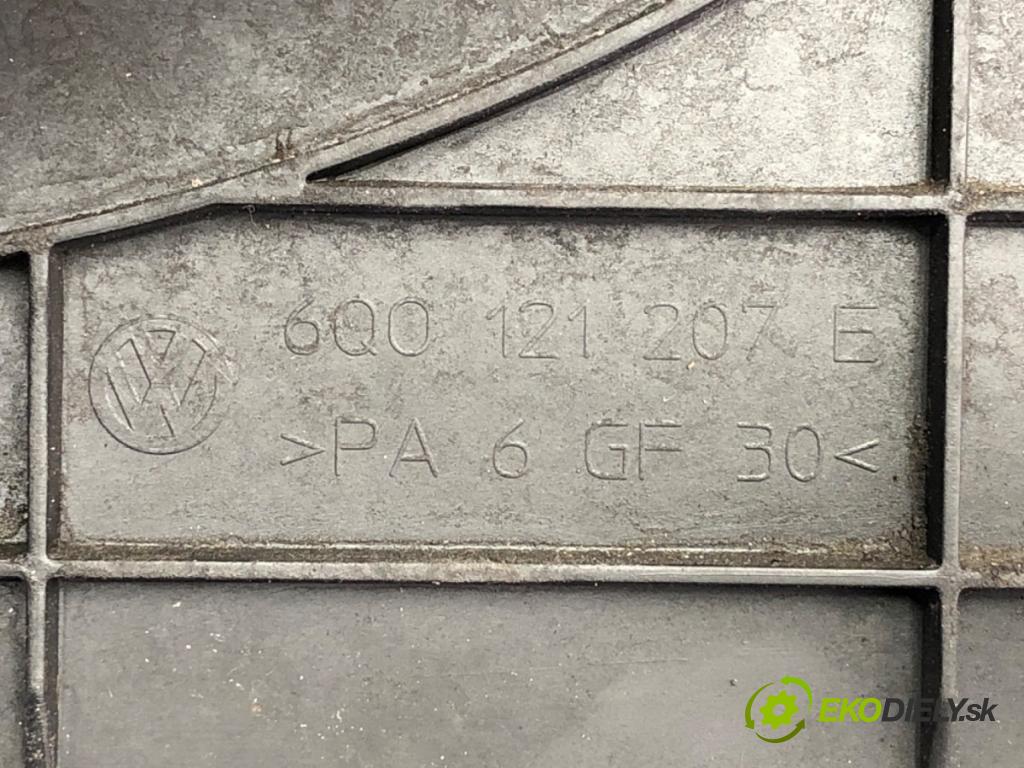 6Q0 121 207 E
>PA 6 GF 30<
EKODIELY.sk